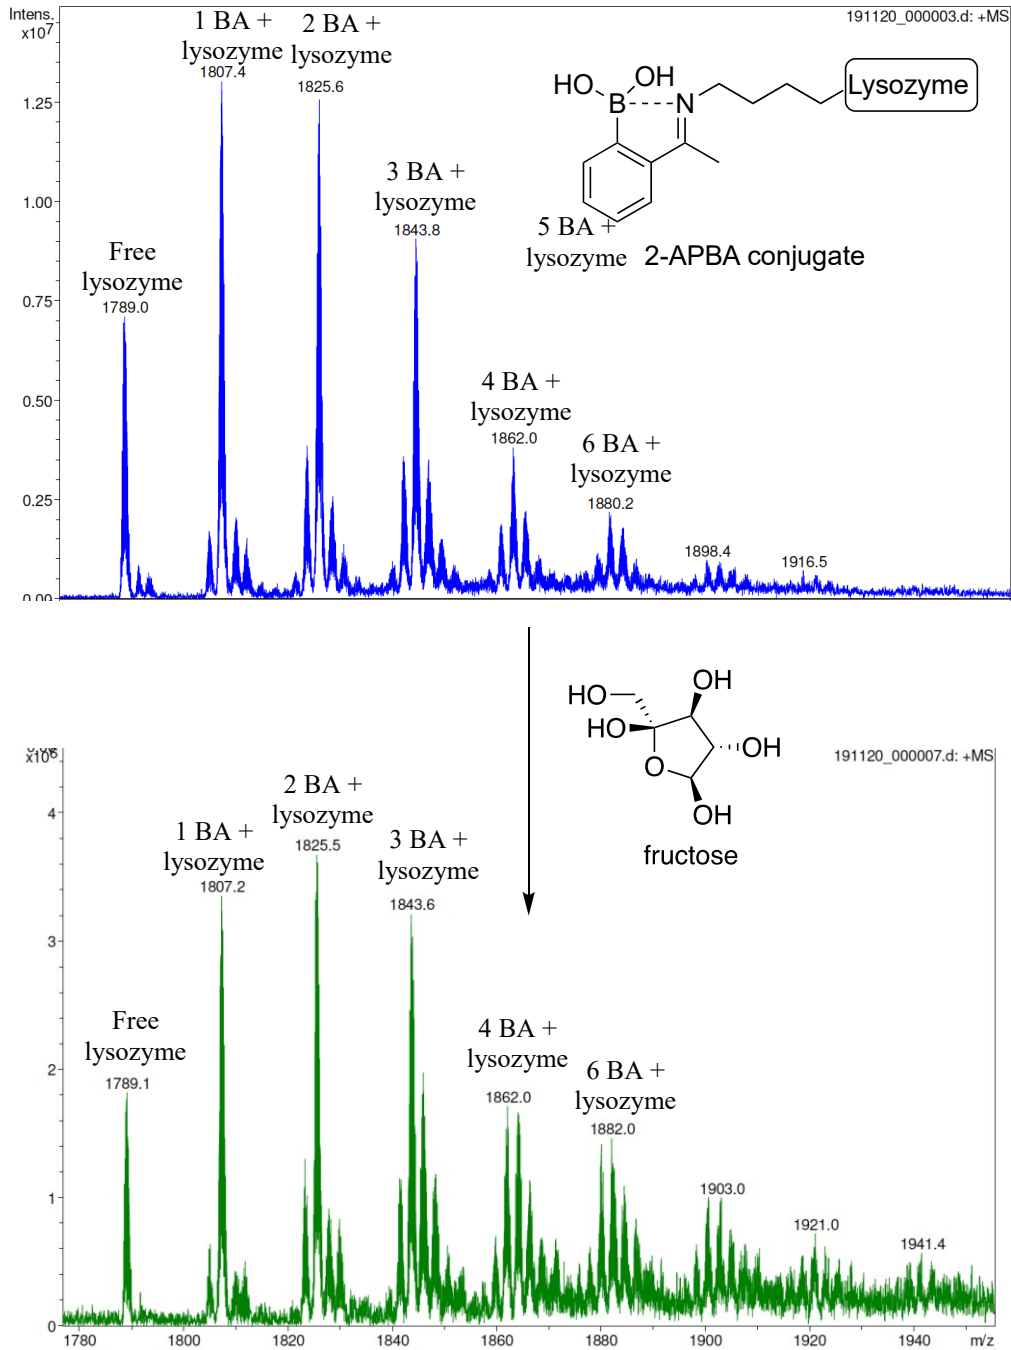 Intens.
x10⁷
1 BA +
lysozyme
1807.4
2 BA +
lysozyme
1825.6
191120_000003.d: +MS
HO
OH
B
N
Lysozyme
1.25
3 BA +
lysozyme
1843.8
1.00
5 BA +
lysozyme
2-APBA conjugate
Free
lysozyme
1789.0
0.75
4 BA +
lysozyme
1862.0
0.50
6 BA +
lysozyme
1880.2
0.25
1898.4
1916.5
0.00
HO
OH
HO
OH
O
OH
fructose
x10⁶
191120_000007.d: +MS
2 BA +
lysozyme
1825.5
4
1 BA +
lysozyme
1807.2
3 BA +
lysozyme
1843.6
3
Free
lysozyme
1789.1
4 BA +
lysozyme
1862.0
6 BA +
lysozyme
1882.0
2
1903.0
1921.0
1941.4
1
0
1780
1800
1820
1840
1860
1880
1900
1920
1940
m/z